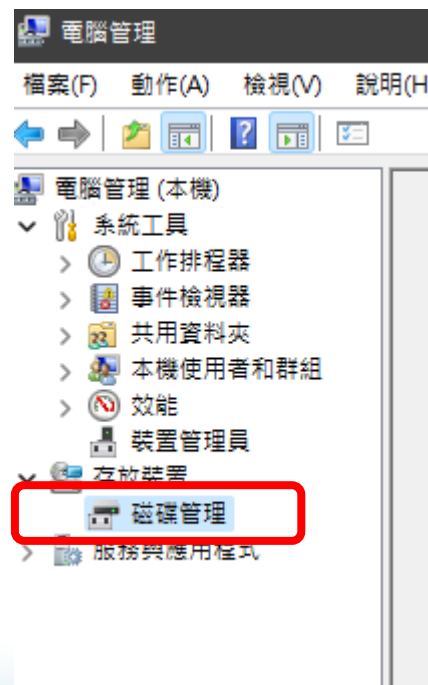 電腦管理
檔案(F) 動作(A) 檢視(V) 說明(H
電腦管理 (本機)
系統工具
工作排程器
事件檢視器
共用資料夾
本機使用者和群組
效能
裝置管理員
存放裝置
磁碟管理
服務與應用程式